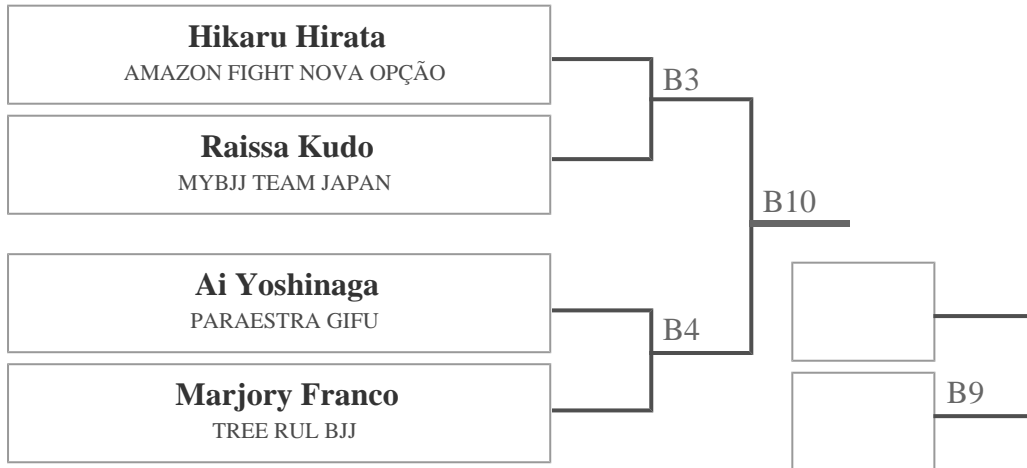 Hikaru Hirata
AMAZON FIGHT NOVA OPÇÃO
B3
Raissa Kudo
MYBJJ TEAM JAPAN
B10
Ai Yoshinaga
PARAESTRA GIFU
B4
Marjory Franco
TREE RUL BJJ
B9